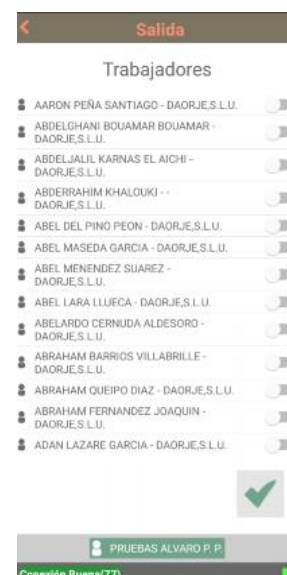 Salida
Trabajadores
AARON PEÑA SANTIAGO - DAORJE,S.L.U.
ABDELGHANI BOUAMAR BOUAMAR -
DAORJE,S.L.U.
ABDELJALIL KARNAS EL AICHI -
DAORJE,S.L.U.
ABDERRAHIM KHALOUKI - -
DAORJE,S.L.U.
ABEL DEL PINO PEON - DAORJE,S.L.U.
ABEL MASEDA GARCIA - DAORJE,S.L.U.
ABEL MENENDEZ SUAREZ -
DAORJE,S.L.U.
ABEL LARA LLUECA - DAORJE,S.L.U.
ABELARDO CERNUDA ALDESORO -
DAORJE,S.L.U.
ABRAHAM BARRIOS VILLABRILLE -
DAORJE,S.L.U.
ABRAHAM QUEIPO DIAZ - DAORJE,S.L.U.
ABRAHAM FERNANDEZ JOAQUIN -
DAORJE,S.L.U.
ADAN LAZARE GARCIA - DAORJE,S.L.U.
PRUEBAS ALVARO P. P.
Conexión Buena(77)